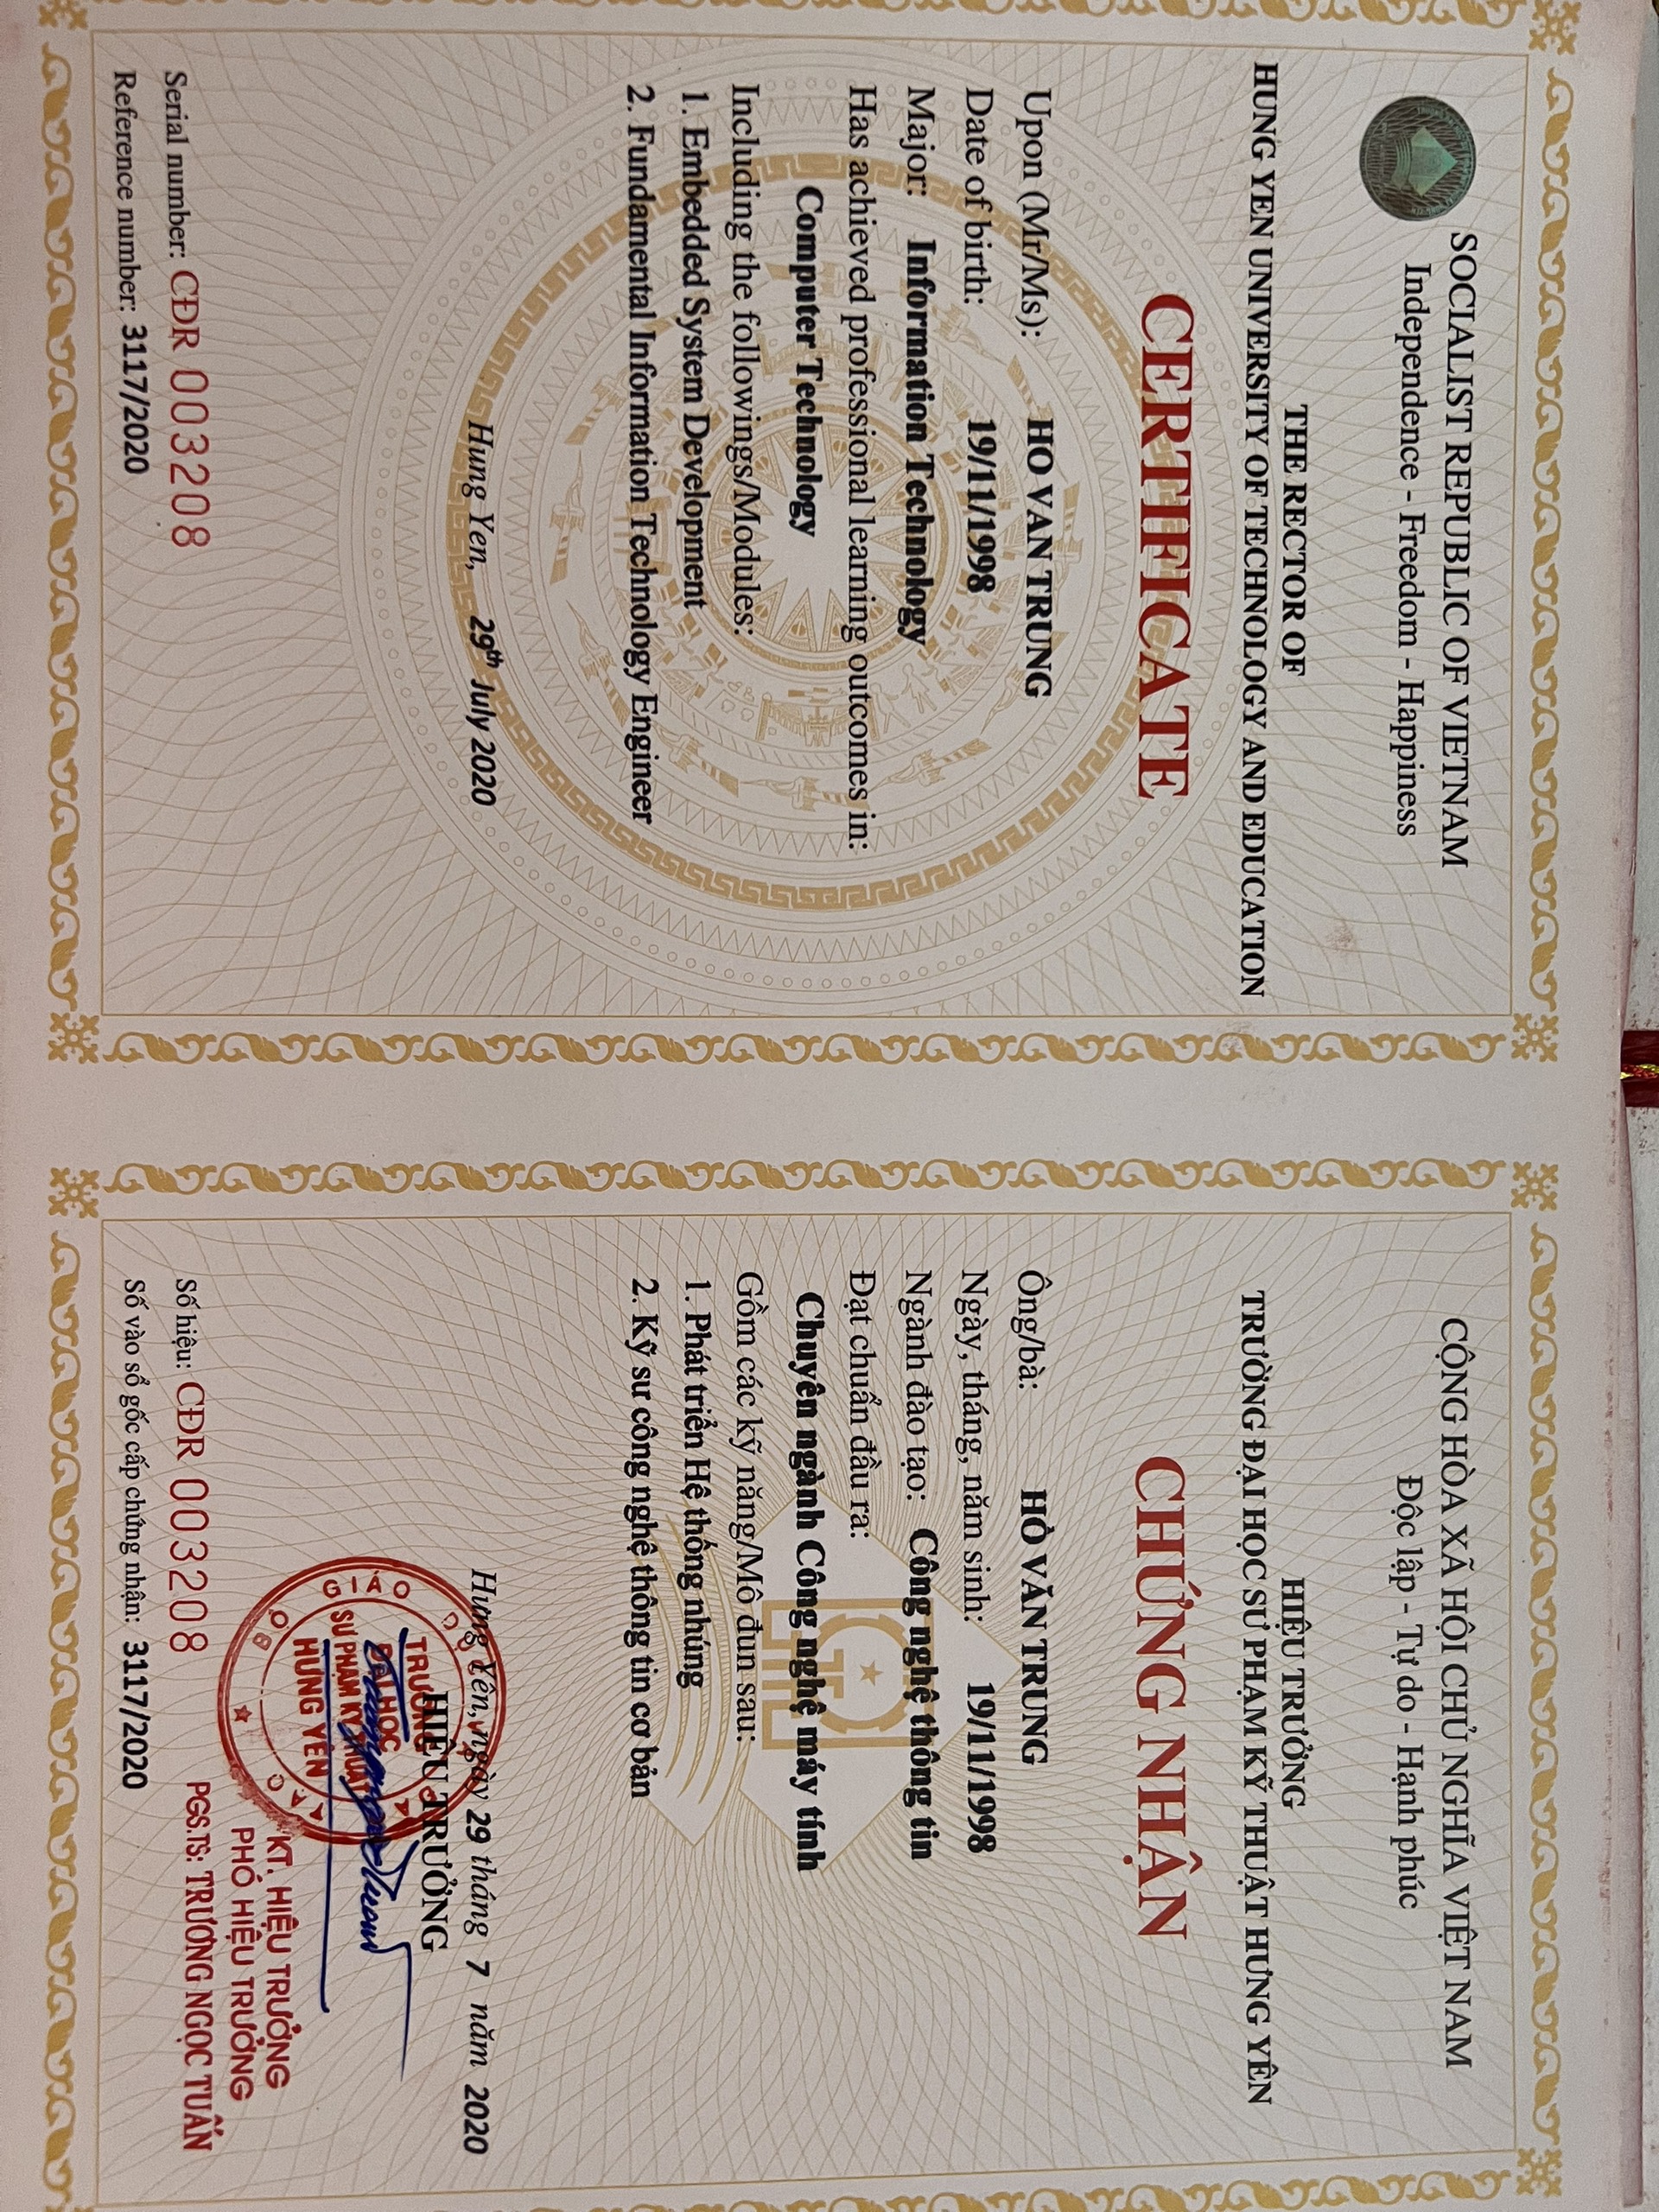 SOCIALIST REPUBLIC OF VIETNAM
Independence - Freedom - Happiness
THE RECTOR OF
HUNG YEN UNIVERSITY OF TECHNOLOGY AND EDUCATION
CERTIFICATE
Upon (Mr/Ms): HO VAN TRUNG
Date of birth: 19/11/1998
Major: Information Technology
Has achieved professional learning outcomes in:
Computer Technology
Including the followings/Modules:
1. Embedded System Development
2. Fundamental Information Technology Engineer
Hung Yen, 29th July 2020
Serial number: CĐR 003208
Reference number: 3117/2020
CỘNG HÒA XÃ HỘI CHỦ NGHĨA VIỆT NAM
Độc lập - Tự do - Hạnh phúc
HIỆU TRƯỞNG
TRƯỜNG ĐẠI HỌC SƯ PHẠM KỸ THUẬT HƯNG YÊN
CHỨNG NHẬN
Ông/bà: HỒ VĂN TRUNG
Ngày, tháng, năm sinh: 19/11/1998
Ngành đào tạo: Công nghệ thông tin
Đạt chuẩn đầu ra:
Chuyên ngành Công nghệ máy tính
Gồm các kỹ năng/Mô đun sau:
1. Phát triển Hệ thống nhúng
2. Kỹ sư công nghệ thông tin cơ bản
Hưng Yên, ngày 29 tháng 7 năm 2020
HIỆU TRƯỞNG
TRƯỜNG
ĐẠI HỌC
SƯ PHẠM KỸ THUẬT
HƯNG YÊN
BỘ GIÁO DỤC VÀ ĐÀO TẠO
KT. HIỆU TRƯỞNG
PHÓ HIỆU TRƯỞNG
PGS.TS: TRƯƠNG NGỌC TUẤN
Số hiệu: CĐR 003208
Số vào sổ gốc cấp chứng nhận: 3117/2020